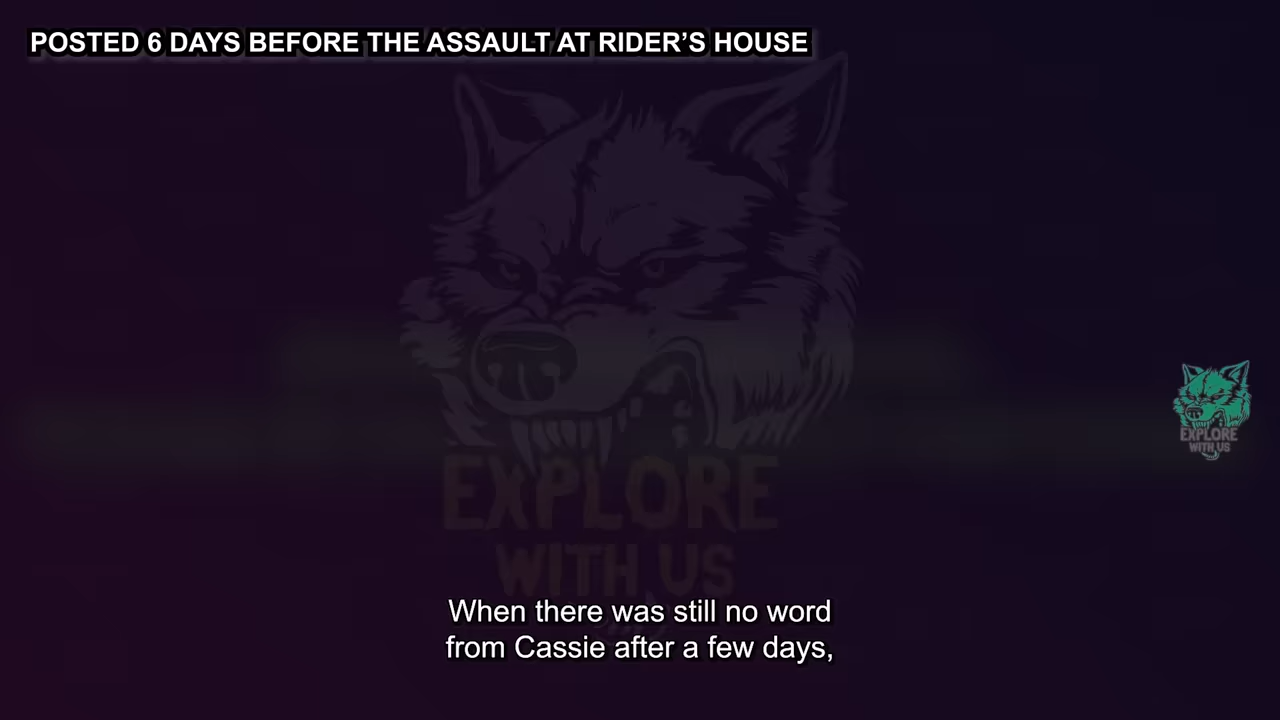 POSTED 6 DAYS BEFORE THE ASSAULT AT RIDER'S HOUSE
EXPLORE
WITH US
EXPLORE
WITH US
When there was still no word
from Cassie after a few days,